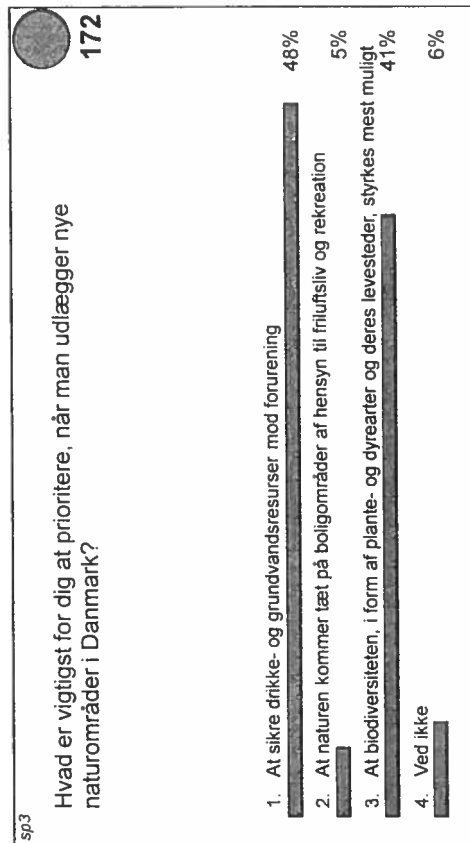 sp3
Hvad er vigtigst for dig at prioritere, når man udlægger nye
naturområder i Danmark?
172
1. At sikre drikke- og grundvandsresurser mod forurening
48%
2. At naturen kommer tæt på boligområder af hensyn til friluftsliv og rekreation
5%
3. At biodiversiteten, i form af plante- og dyrearter og deres levesteder, styrkes mest muligt
41%
4. Ved ikke
6%